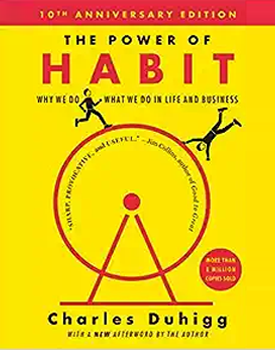 10TH ANNIVERSARY EDITION
THE POWER OF
HABIT
WHY WE DO WHAT WE DO IN LIFE AND BUSINESS
"SHARP, PROVOCATIVE, AND USEFUL." —Jim Collins, author of Good to Great
MORE THAN
3 MILLION
COPIES SOLD
Charles Duhigg
WITH A NEW AFTERWORD BY THE AUTHOR